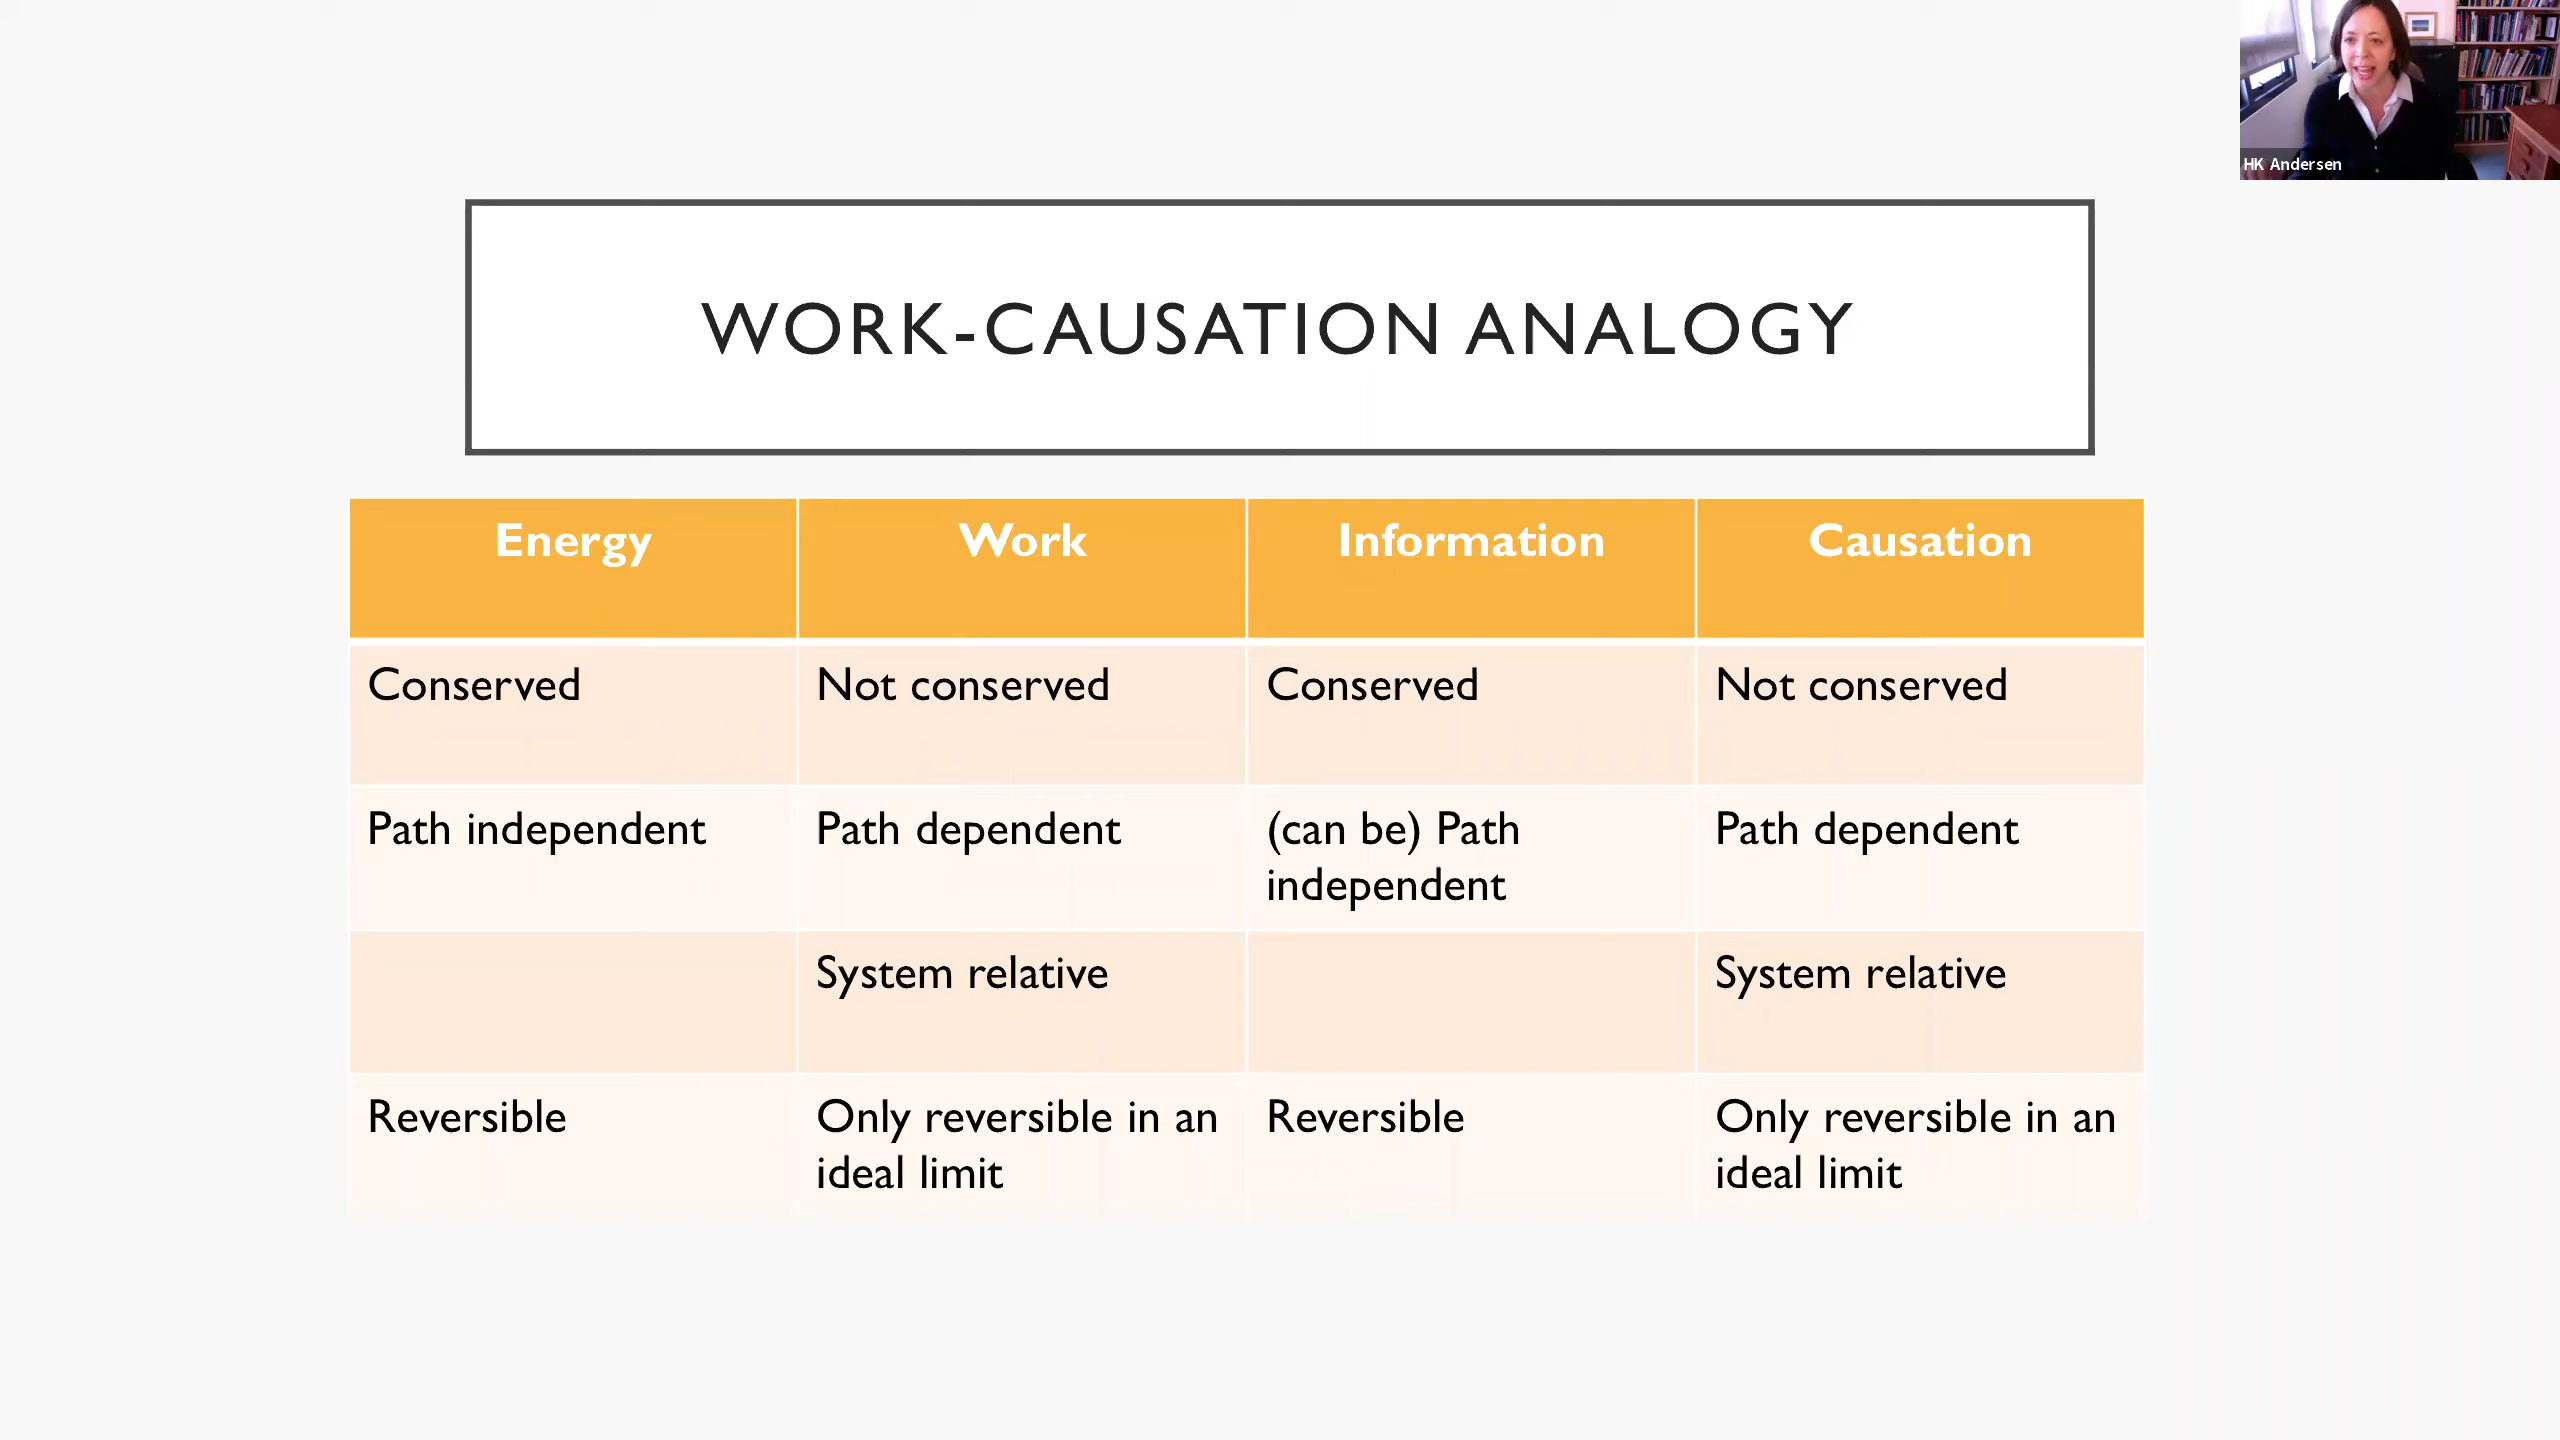 HK Andersen
WORK-CAUSATION ANALOGY
Energy Work Information Causation
Conserved Not conserved Conserved Not conserved
Path independent Path dependent (can be) Path Path dependent
independent
System relative System relative
Reversible Only reversible in an Reversible Only reversible in an
ideal limit ideal limit